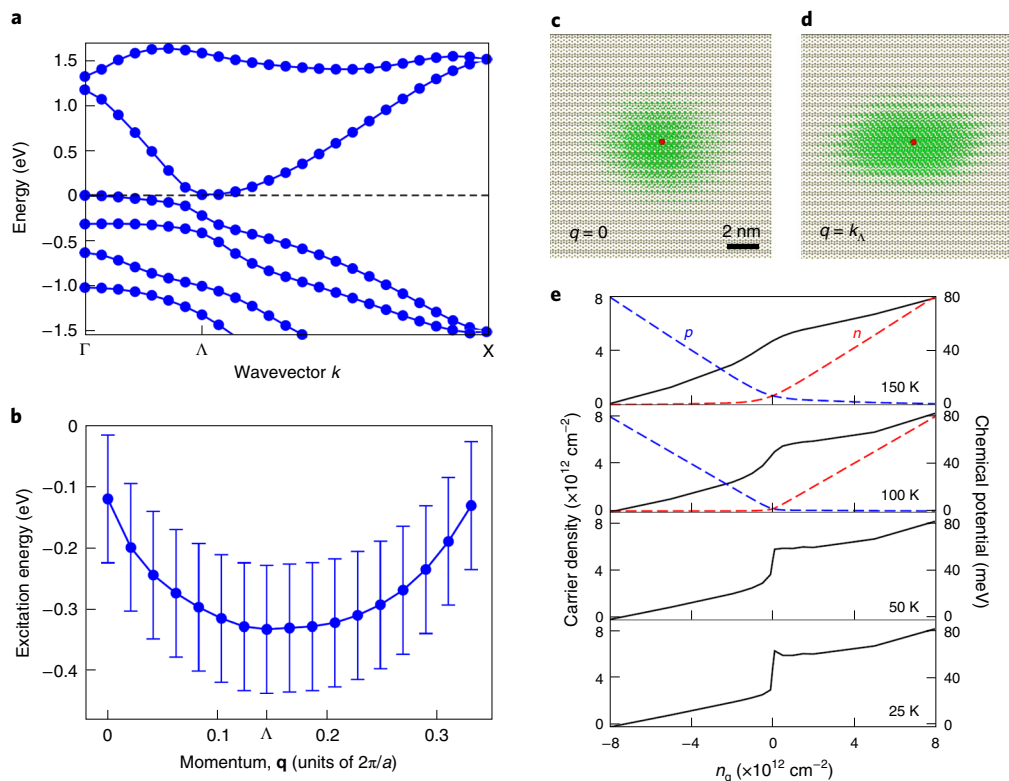 a
1.5
1.0
0.5
0
−0.5
−1.0
−1.5
Energy (eV)
Γ
Λ
X
Wavevector k
b
0
−0.1
−0.2
−0.3
−0.4
Excitation energy (eV)
0
0.1
Λ
0.2
0.3
Momentum, q (units of 2π/a)
c
q = 0
2 nm
d
q = kΛ
e
8
4
0
80
40
0
p
n
150 K
8
4
0
80
40
0
100 K
8
4
0
80
40
0
50 K
8
4
0
80
40
0
25 K
Carrier density (×10¹² cm⁻²)
Chemical potential (meV)
−8
−4
0
4
8
ng (×10¹² cm⁻²)